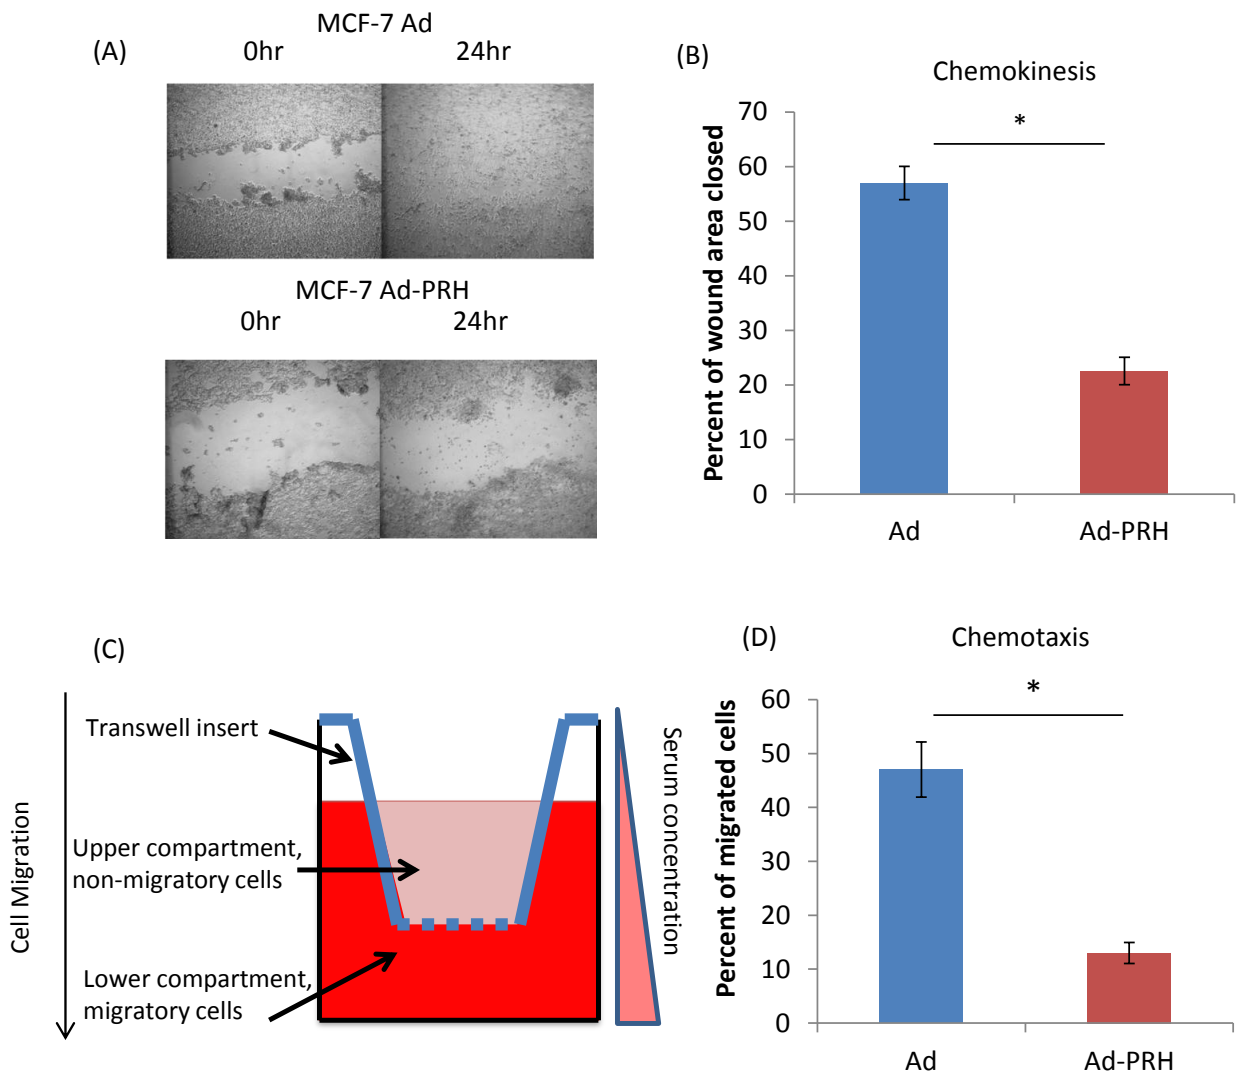 (A)
MCF-7 Ad
0hr
24hr
MCF-7 Ad-PRH
0hr
24hr
(B)
Chemokinesis
Percent of wound area closed
70
60
50
40
30
20
10
0
*
Ad
Ad-PRH
(C)
Cell Migration
Transwell insert
Upper compartment,
non-migratory cells
Lower compartment,
migratory cells
Serum concentration
(D)
Chemotaxis
Percent of migrated cells
60
50
40
30
20
10
0
*
Ad
Ad-PRH